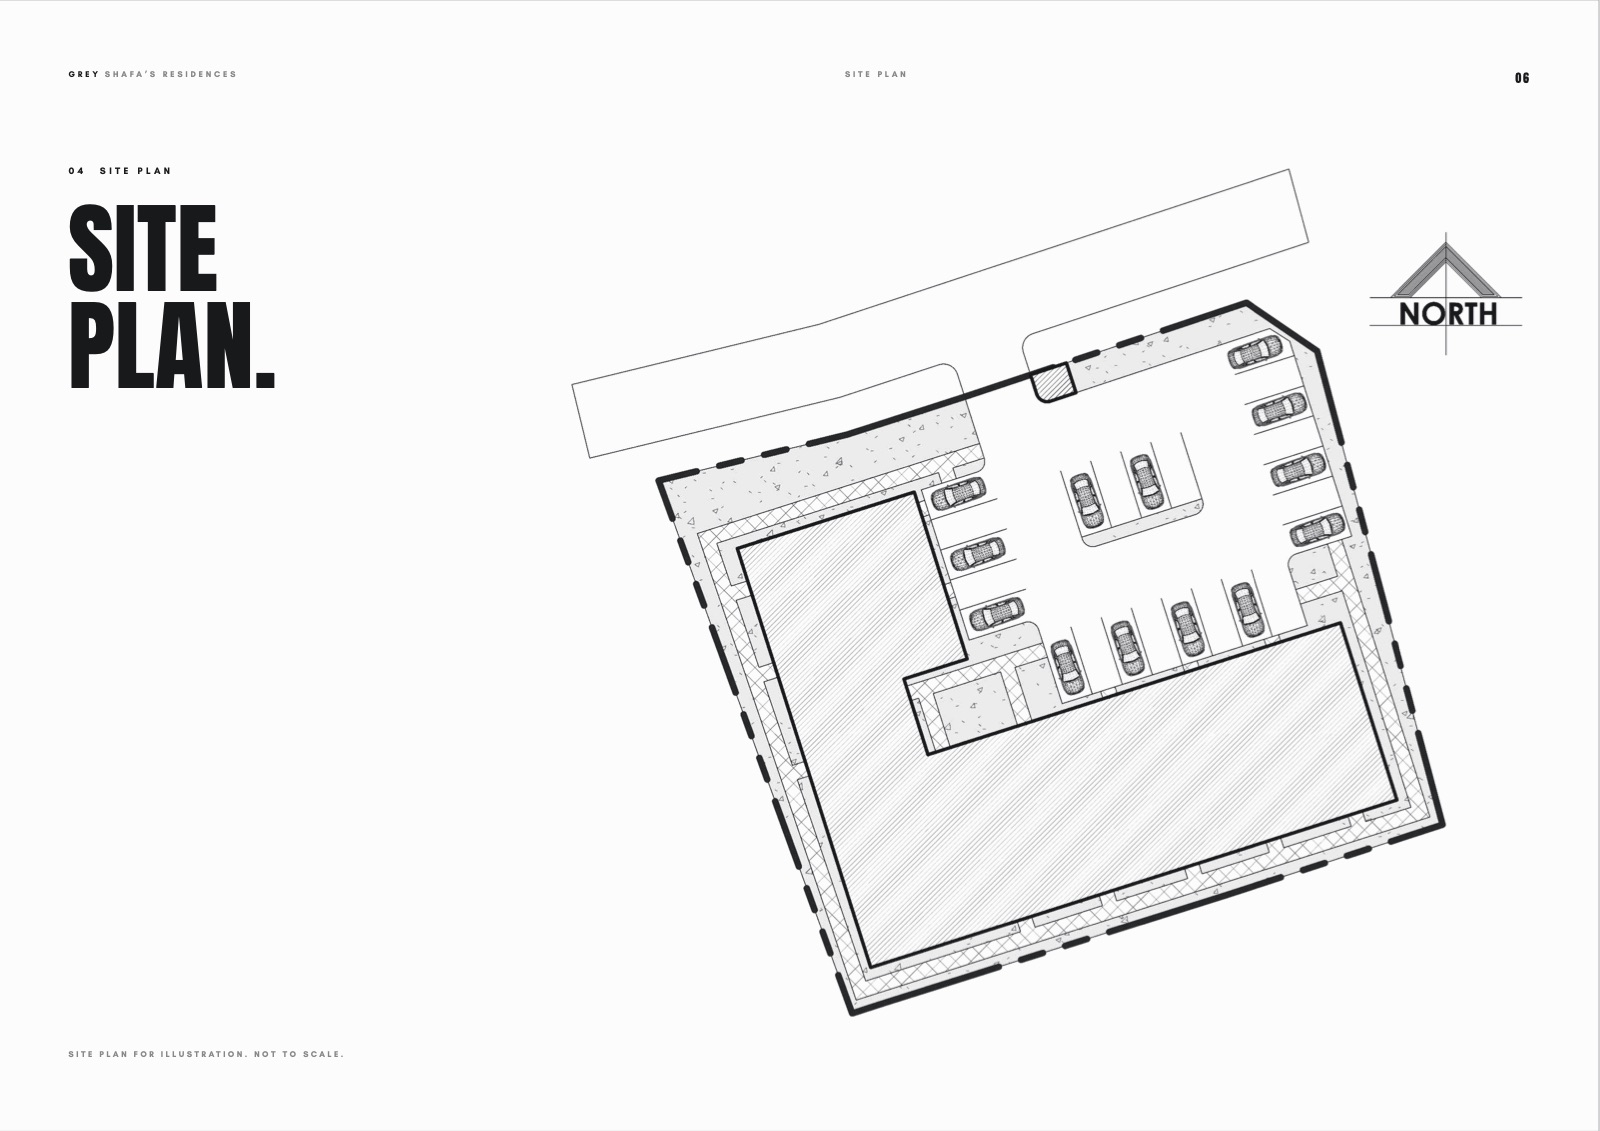 GREY SHAFA'S RESIDENCES
SITE PLAN
06
04 SITE PLAN
SITE
PLAN.
NORTH
SITE PLAN FOR ILLUSTRATION. NOT TO SCALE.